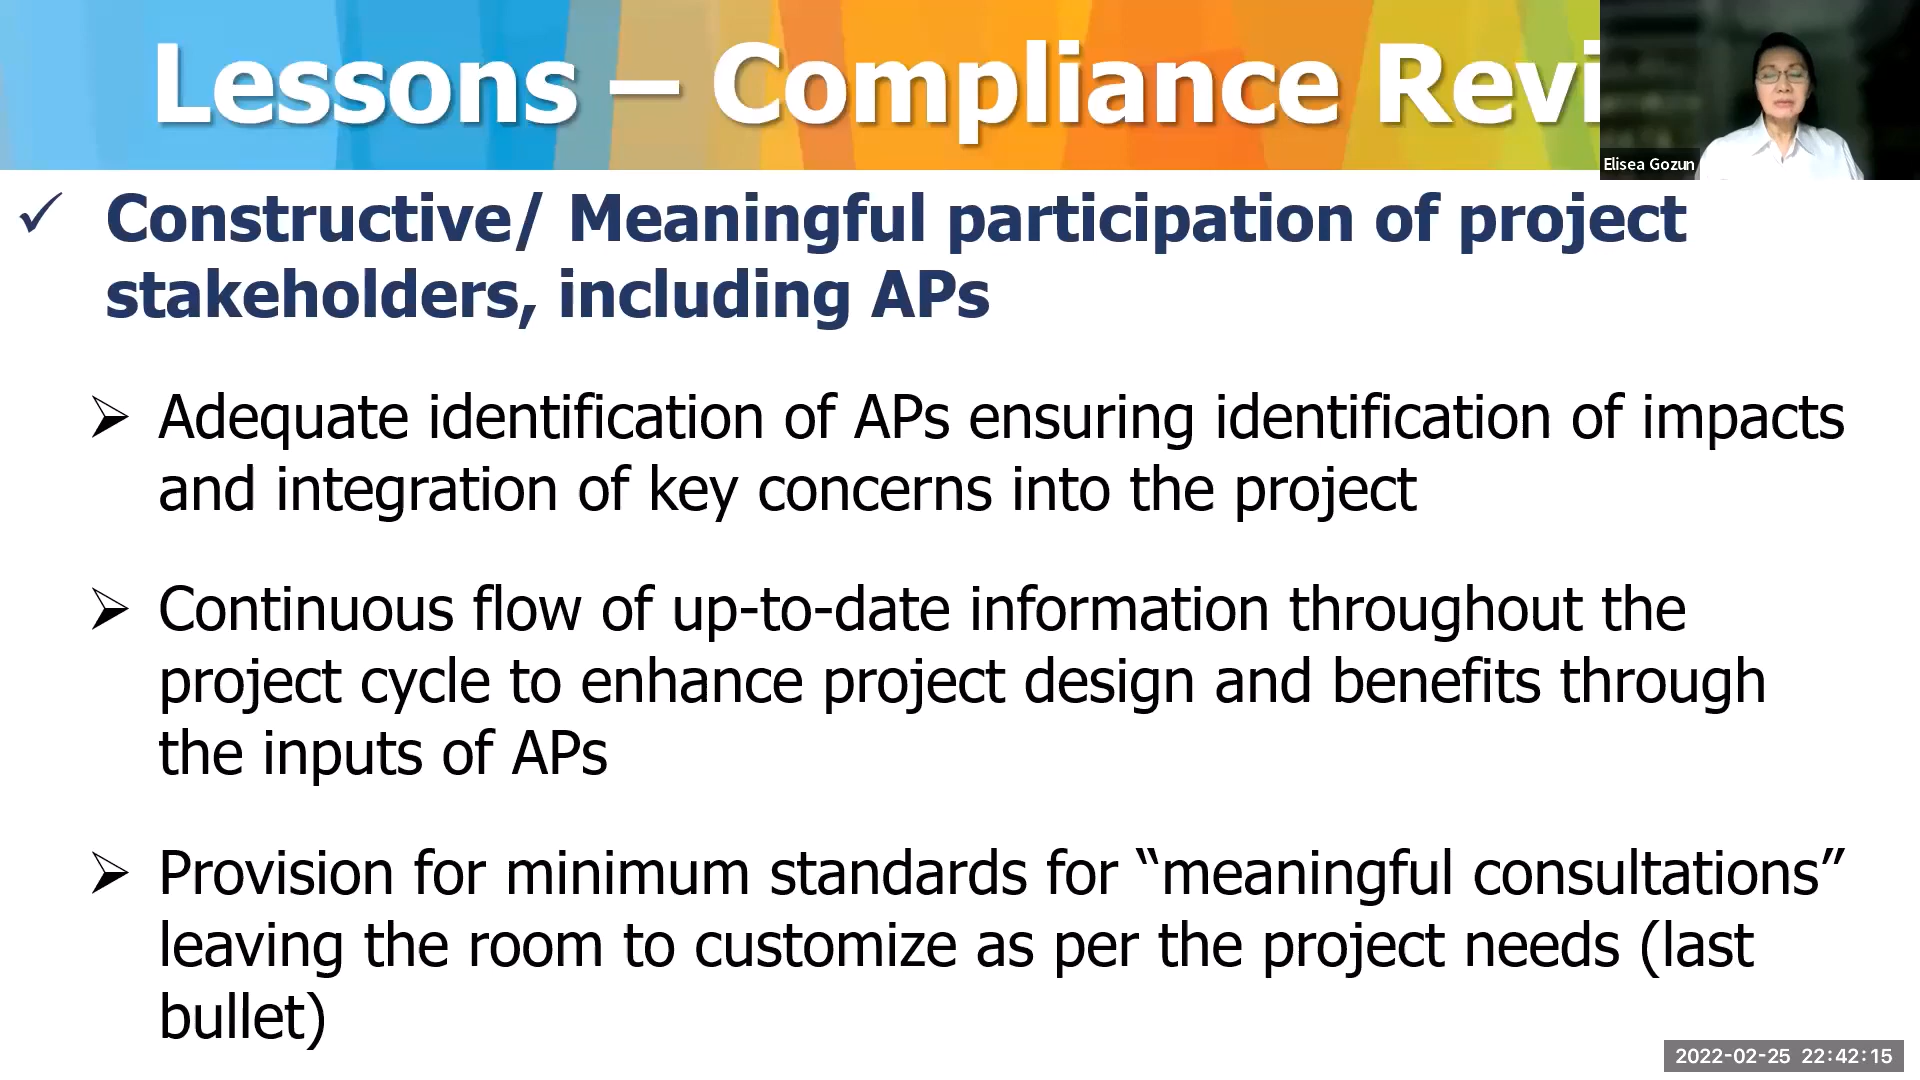 Lessons – Compliance Revi
Elisea Gozun
✓ Constructive/ Meaningful participation of project
stakeholders, including APs
➢ Adequate identification of APs ensuring identification of impacts
and integration of key concerns into the project
➢ Continuous flow of up-to-date information throughout the
project cycle to enhance project design and benefits through
the inputs of APs
➢ Provision for minimum standards for “meaningful consultations”
leaving the room to customize as per the project needs (last
bullet)
2022-02-25 22:42:15